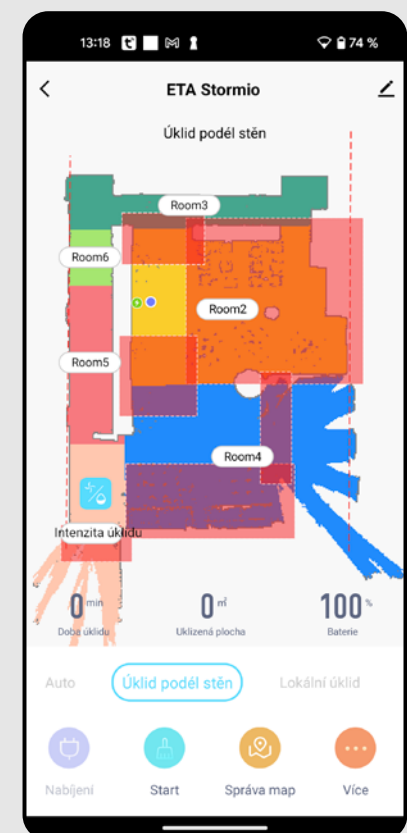 13:18
74 %
ETA Stormio
Úklid podél stěn
Room3
Room6
Room2
Room5
Room4
Intenzita úklidu
0 min
0 ㎡
100 %
Doba úklidu
Uklizená plocha
Baterie
Auto
Úklid podél stěn
Lokální úklid
Nabíjení
Start
Správa map
Více